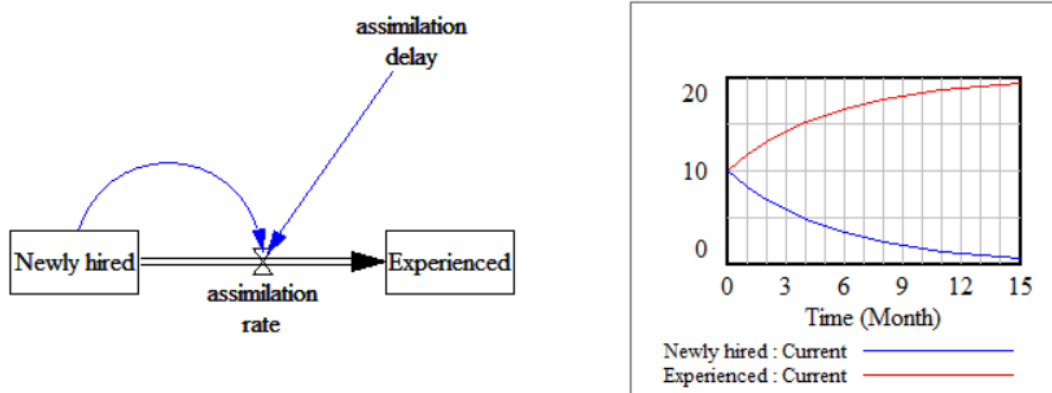 assimilation
delay
Newly hired
Experienced
assimilation
rate
20
10
0
0 3 6 9 12 15
Time (Month)
Newly hired : Current
Experienced : Current